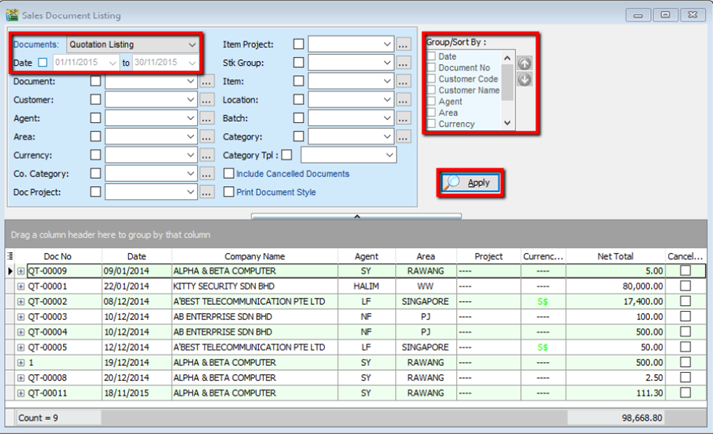 Sales Document Listing
Documents: Quotation Listing
Date 01/11/2015 to 30/11/2015
Document: ...
Customer: ...
Agent: ...
Area: ...
Currency: ...
Co. Category: ...
Doc Project: ...
Item Project: ...
Stk Group: ...
Item: ...
Location: ...
Batch: ...
Category: ...
Category Tpl :
Include Cancelled Documents
Print Document Style
Group/Sort By :
Date
Document No
Customer Code
Customer Name
Agent
Area
Currency
Apply
Drag a column header here to group by that column
Doc No Date Company Name Agent Area Project Currenc... Net Total Cancel...
QT-00009 09/01/2014 ALPHA & BETA COMPUTER SY RAWANG ---- ---- 5.00
QT-00001 22/01/2014 KITTY SECURITY SDN BHD HALIM WW ---- ---- 80,000.00
QT-00002 08/12/2014 A'BEST TELECOMMUNICATION PTE LTD LF SINGAPORE ---- S$ 17,400.00
QT-00003 10/12/2014 AB ENTERPRISE SDN BHD NF PJ ---- ---- 100.00
QT-00004 10/12/2014 AB ENTERPRISE SDN BHD NF PJ ---- ---- 500.00
QT-00005 12/12/2014 A'BEST TELECOMMUNICATION PTE LTD LF SINGAPORE ---- S$ 50.00
1 19/12/2014 ALPHA & BETA COMPUTER SY RAWANG ---- ---- 500.00
QT-00008 20/12/2014 ALPHA & BETA COMPUTER SY RAWANG ---- ---- 2.50
QT-00011 18/11/2015 ALPHA & BETA COMPUTER SY RAWANG ---- ---- 111.30
Count = 9 98,668.80